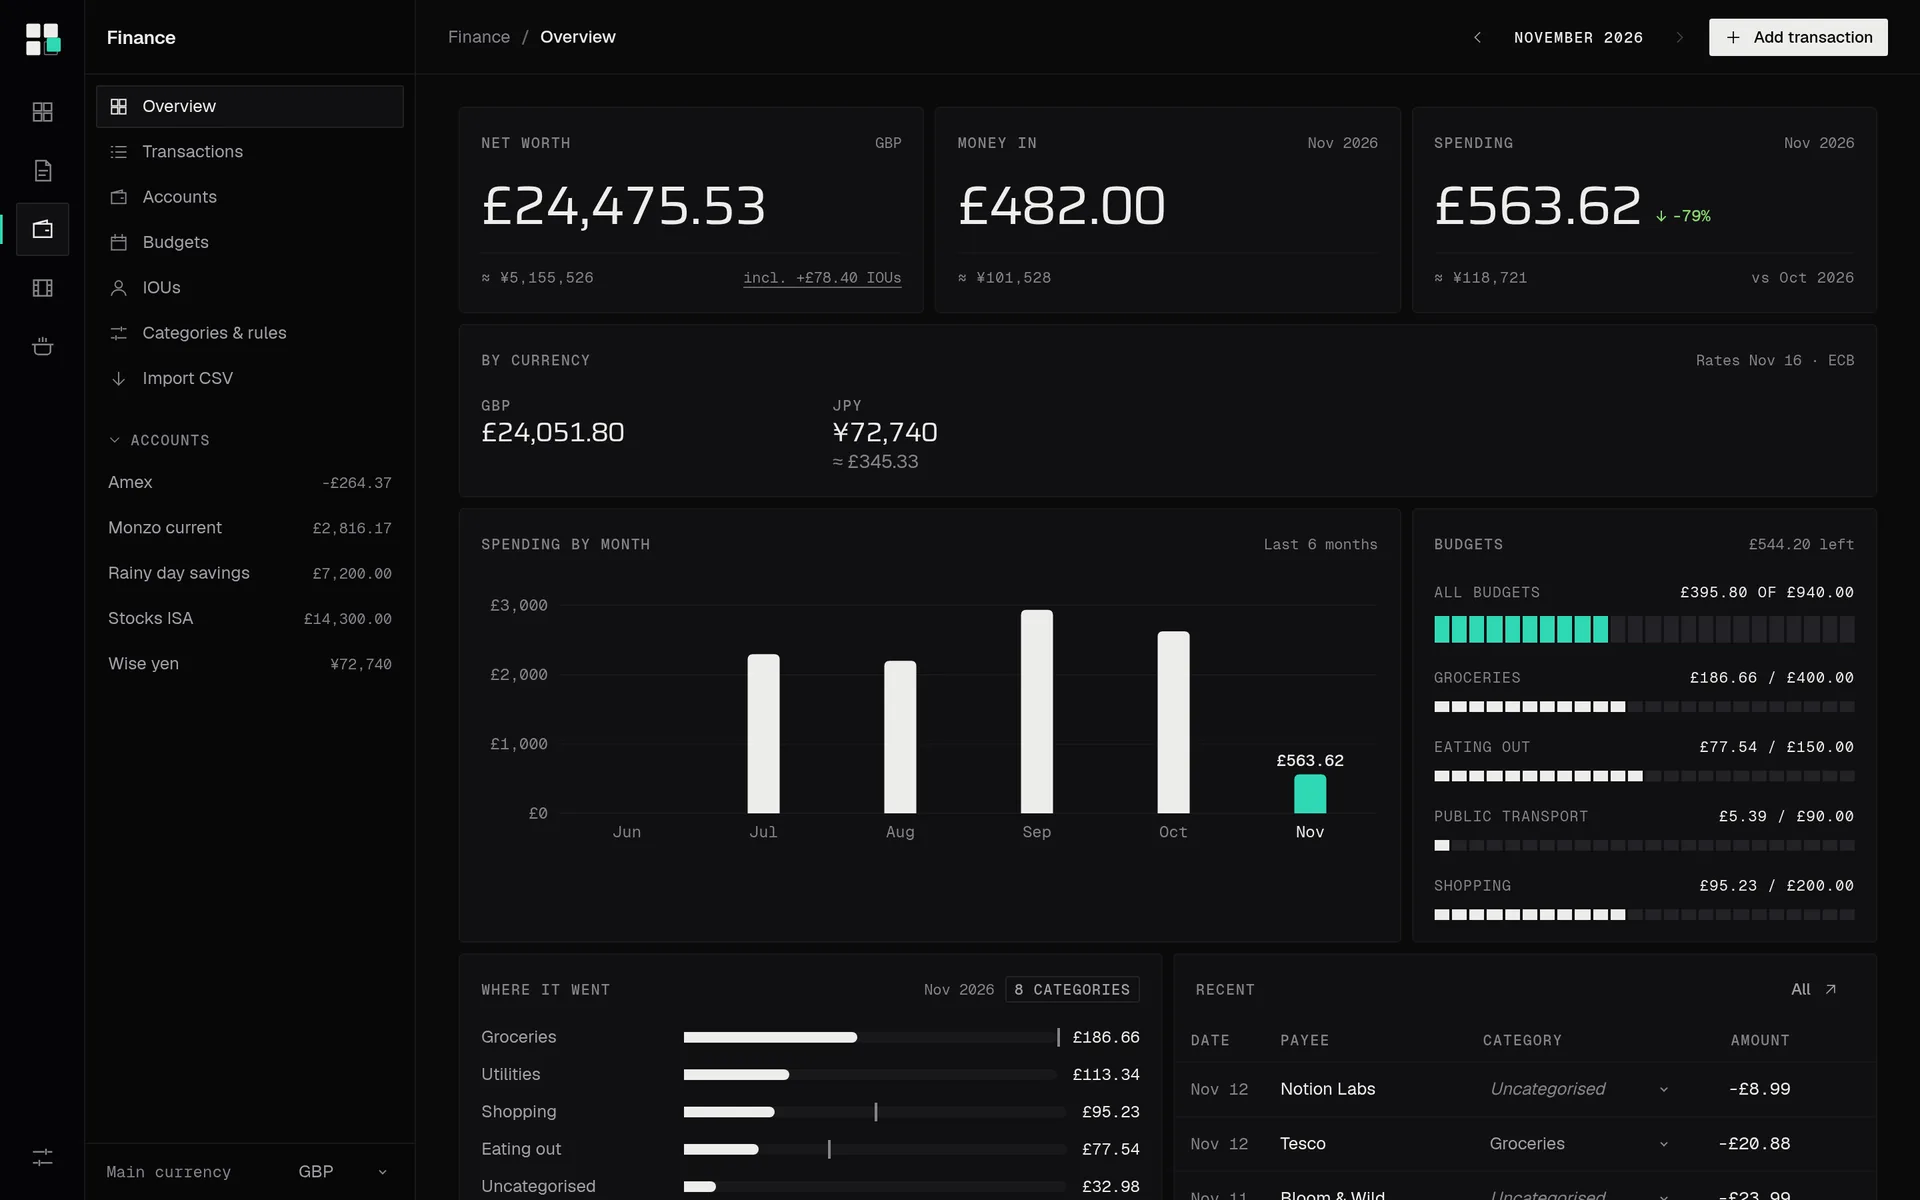 Finance
Overview
Transactions
Accounts
Budgets
IOUs
Categories & rules
Import CSV
ACCOUNTS
Amex -£264.37
Monzo current £2,816.17
Rainy day savings £7,200.00
Stocks ISA £14,300.00
Wise yen ¥72,740
Main currency GBP
Finance / Overview
NOVEMBER 2026
Add transaction
NET WORTH GBP
£24,475.53
≈ ¥5,155,526 incl. +£78.40 IOUs
MONEY IN Nov 2026
£482.00
≈ ¥101,528
SPENDING Nov 2026
£563.62 ↓ -79%
≈ ¥118,721 vs Oct 2026
BY CURRENCY Rates Nov 16 · ECB
GBP
£24,051.80
JPY
¥72,740
≈ £345.33
SPENDING BY MONTH Last 6 months
£3,000
£2,000
£1,000
£0
£563.62
Jun Jul Aug Sep Oct Nov
BUDGETS £544.20 left
ALL BUDGETS £395.80 OF £940.00
GROCERIES £186.66 / £400.00
EATING OUT £77.54 / £150.00
PUBLIC TRANSPORT £5.39 / £90.00
SHOPPING £95.23 / £200.00
WHERE IT WENT Nov 2026 8 CATEGORIES
Groceries £186.66
Utilities £113.34
Shopping £95.23
Eating out £77.54
Uncategorised £32.98
RECENT All
DATE PAYEE CATEGORY AMOUNT
Nov 12 Notion Labs Uncategorised -£8.99
Nov 12 Tesco Groceries -£20.88
Nov 11 Bloom & Wild Uncategorised -£23.99